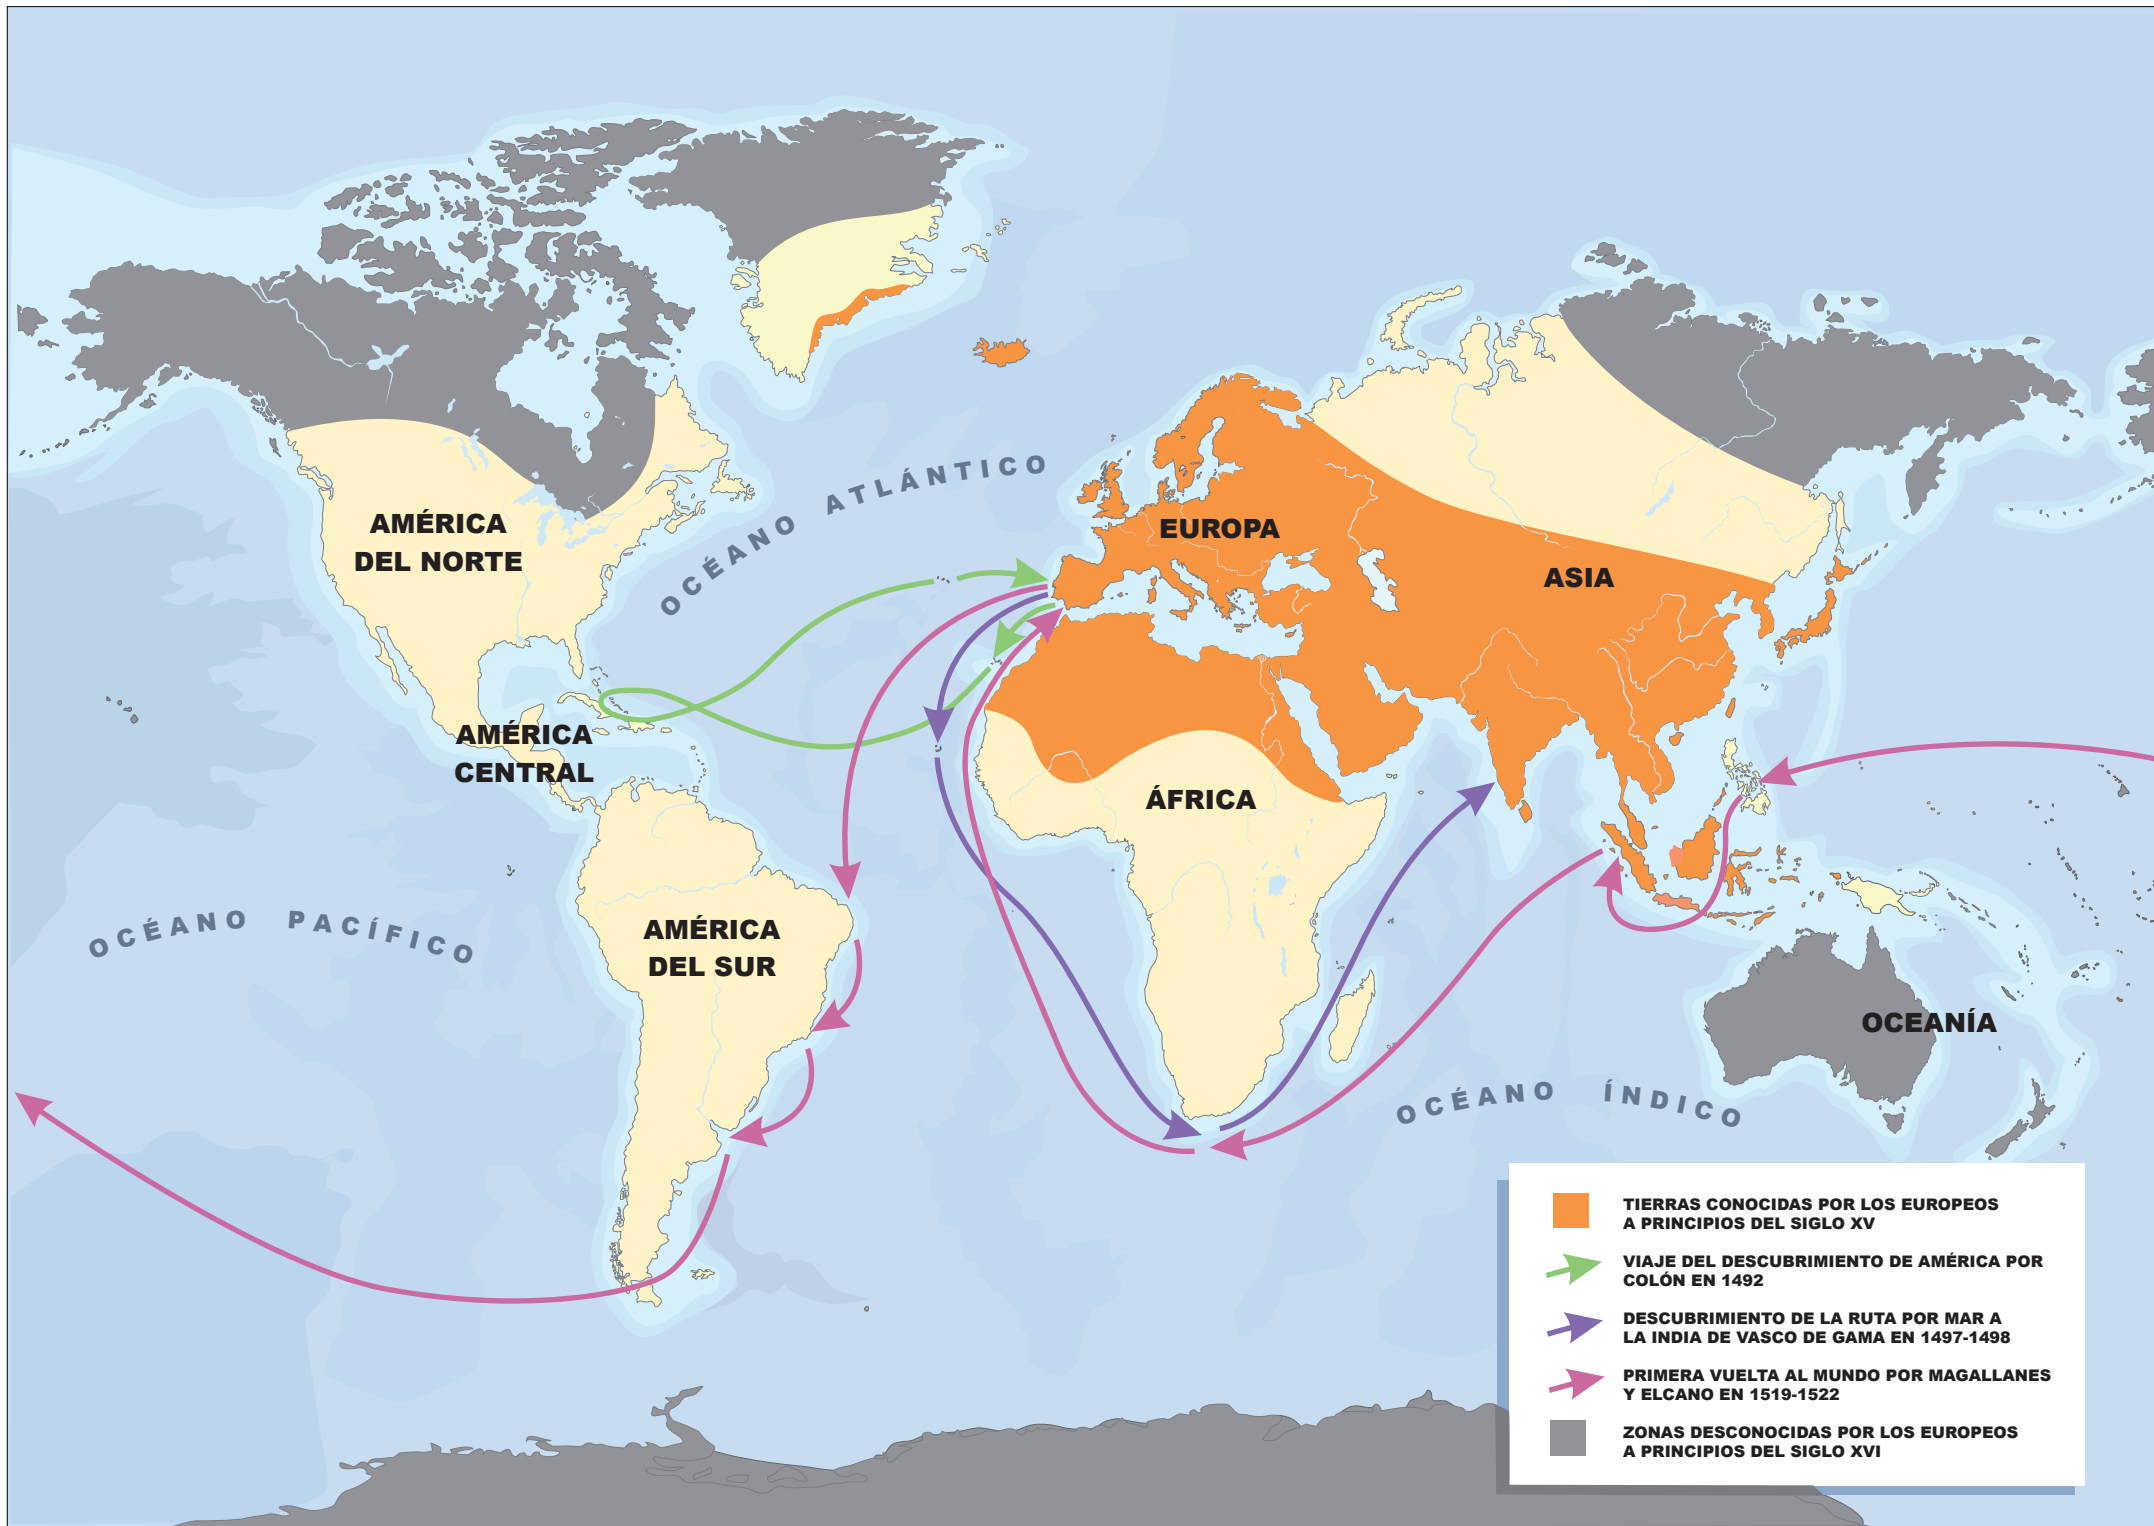 OCÉANO ATLÁNTICO
AMÉRICA
DEL NORTE
EUROPA
ASIA
AMÉRICA
CENTRAL
ÁFRICA
OCÉANO PACÍFICO
AMÉRICA
DEL SUR
OCEANÍA
OCÉANO ÍNDICO
TIERRAS CONOCIDAS POR LOS EUROPEOS
A PRINCIPIOS DEL SIGLO XV
VIAJE DEL DESCUBRIMIENTO DE AMÉRICA POR
COLÓN EN 1492
DESCUBRIMIENTO DE LA RUTA POR MAR A
LA INDIA DE VASCO DE GAMA EN 1497-1498
PRIMERA VUELTA AL MUNDO POR MAGALLANES
Y ELCANO EN 1519-1522
ZONAS DESCONOCIDAS POR LOS EUROPEOS
A PRINCIPIOS DEL SIGLO XVI